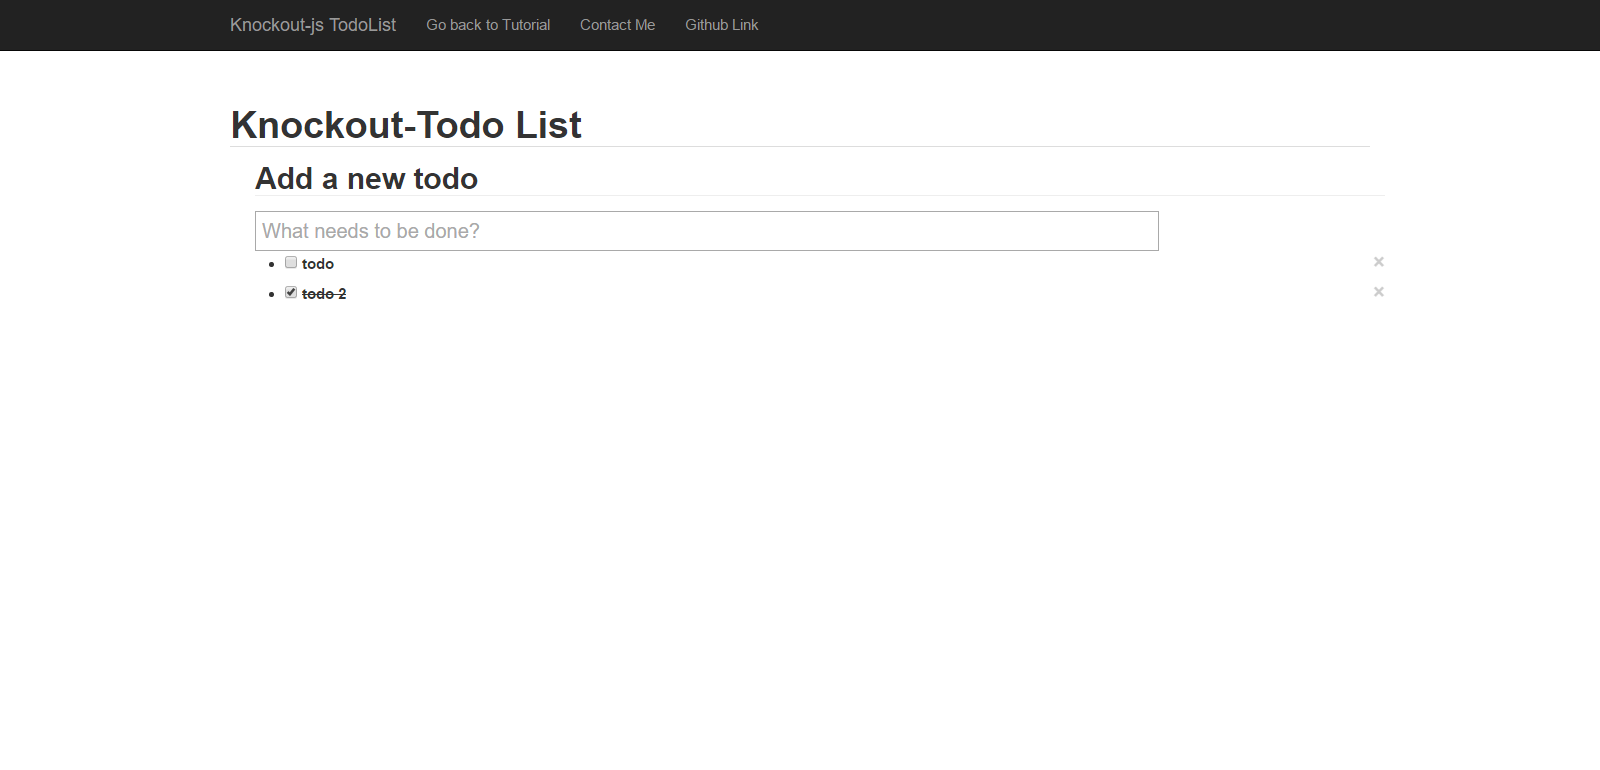 Knockout-js TodoList Go back to Tutorial Contact Me Github Link
Knockout-Todo List
Add a new todo
What needs to be done?
todo ×
todo 2 ×